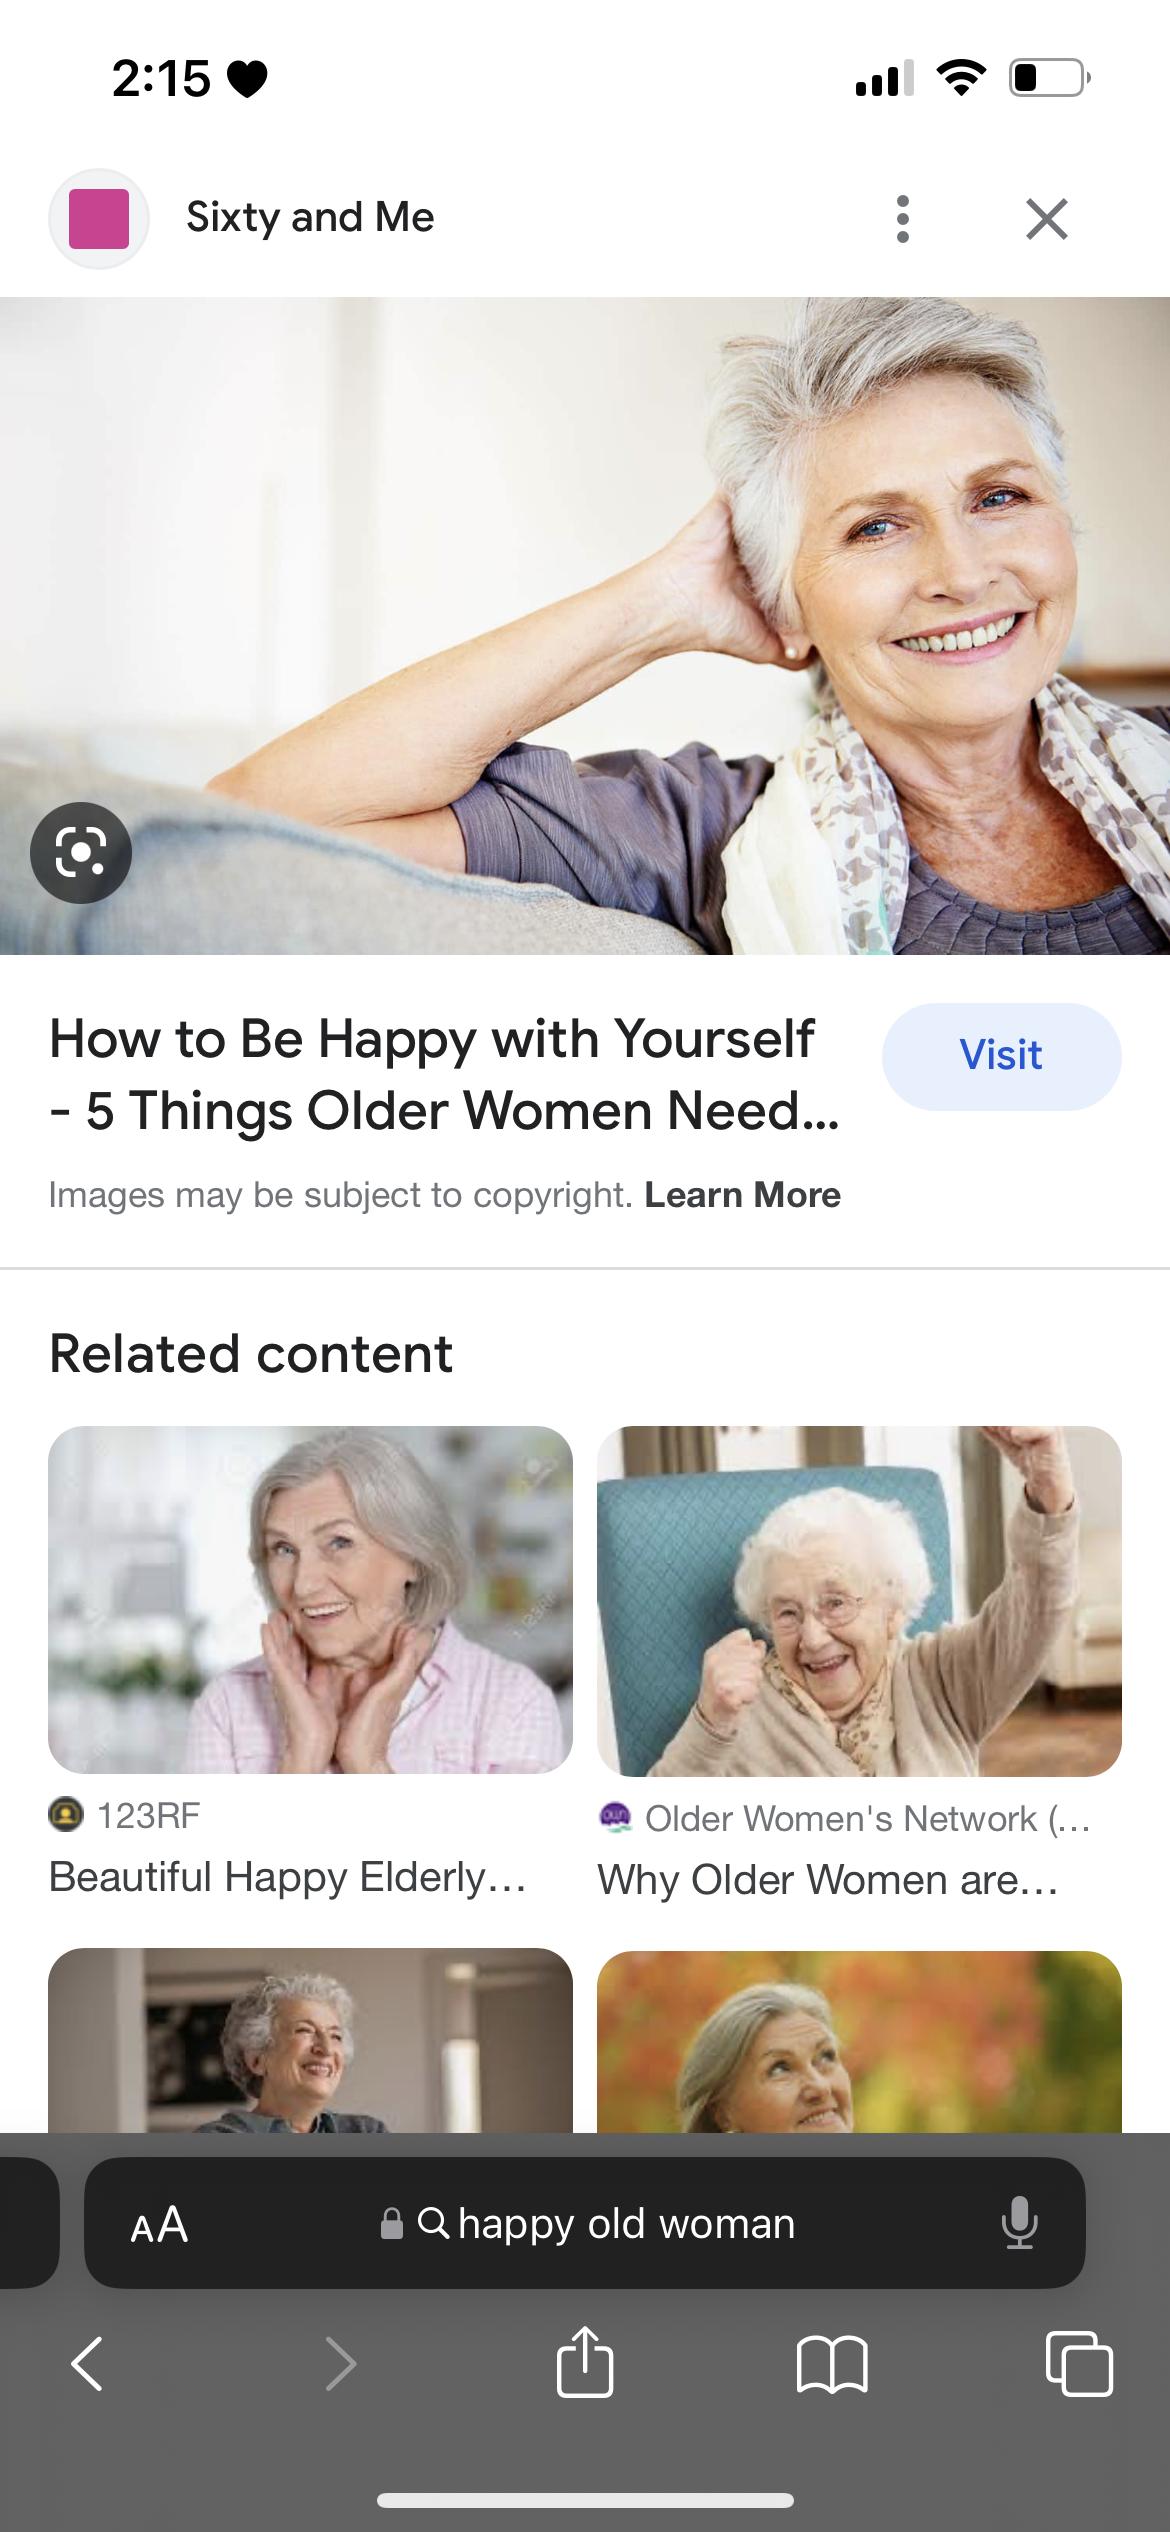 2:15
Sixty and Me
How to Be Happy with Yourself
- 5 Things Older Women Need...
Visit
Images may be subject to copyright. Learn More
Related content
123RF
Beautiful Happy Elderly...
Older Women's Network (...
Why Older Women are...
AA
happy old woman